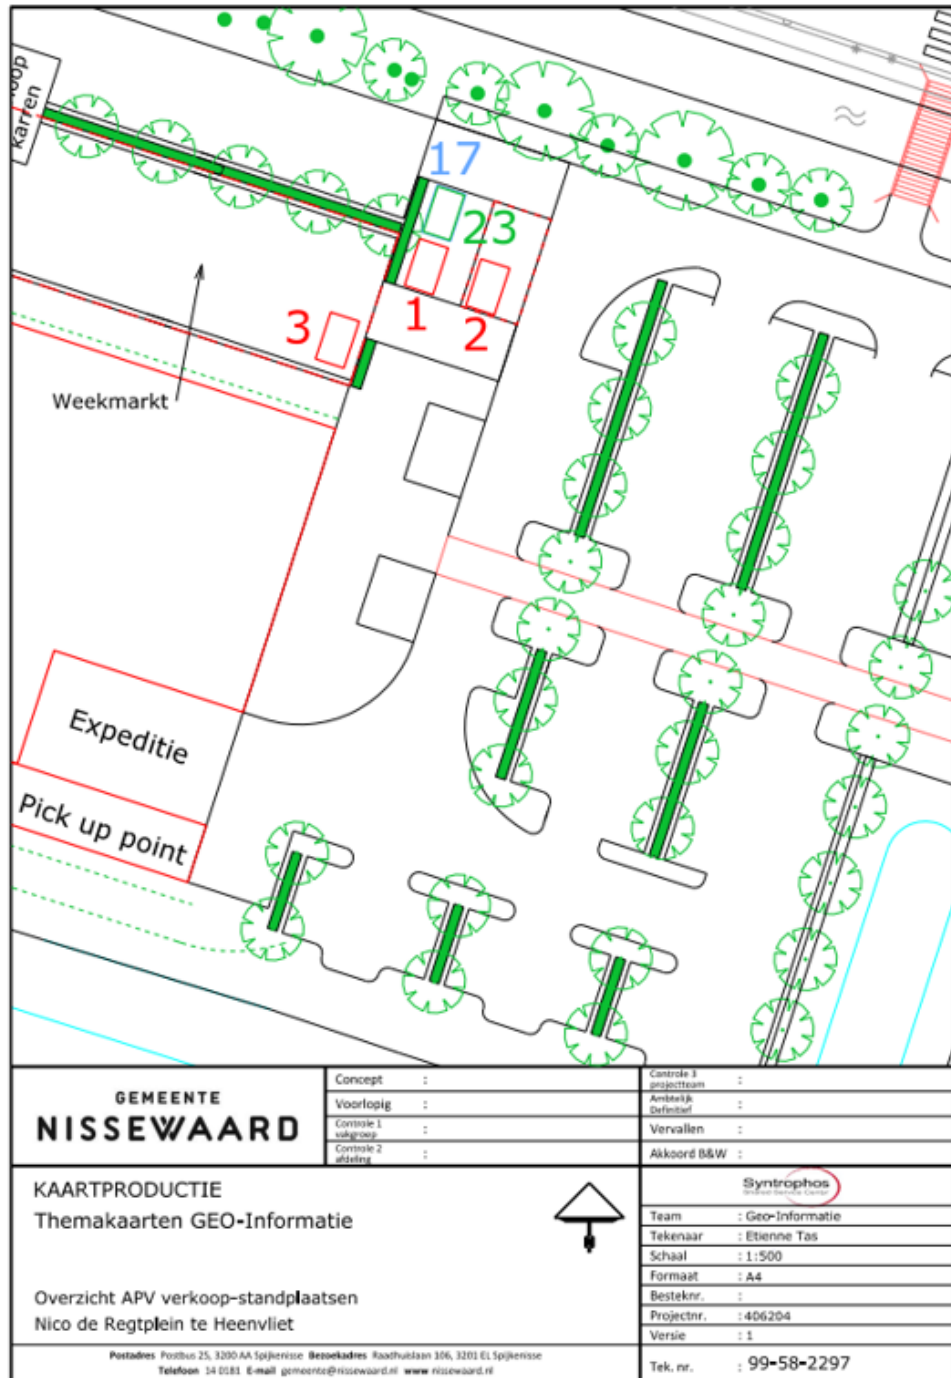 karren
17
23
1
2
3
Weekmarkt
Expeditie
Pick up point
GEMEENTE
NISSEWAARD
Concept :
Voorlopig :
Controle 1
vakgroep :
Controle 2
afdeling :
Controle 3
projectteam :
Ambtelijk
Definitief :
Vervallen :
Akkoord B&W :
KAARTPRODUCTIE
Themakaarten GEO-Informatie
Overzicht APV verkoop-standplaatsen
Nico de Regtplein te Heenvliet
Syntrophos
Shared Service Center
Team : Geo-Informatie
Tekenaar : Etienne Tas
Schaal : 1:500
Formaat : A4
Besteknr. :
Projectnr. : 406204
Versie : 1
Tek. nr. : 99-58-2297
Postadres Postbus 25, 3200 AA Spijkenisse Bezoekadres Raadhuislaan 106, 3201 EL Spijkenisse
Telefoon 14 0181 E-mail gemeente@nissewaard.nl www nissewaard.nl